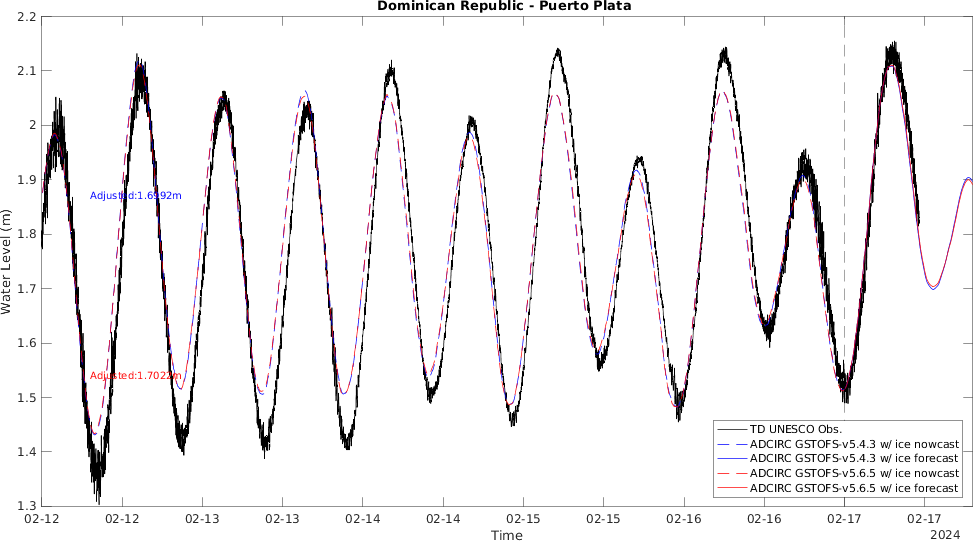 Dominican Republic - Puerto Plata
2.2
2.1
2
1.9
1.8
1.7
1.6
1.5
1.4
1.3
Water Level (m)
Adjusted:1.6992m
Adjusted:1.7022m
TD UNESCO Obs.
ADCIRC GSTOFS-v5.4.3 w/ ice nowcast
ADCIRC GSTOFS-v5.4.3 w/ ice forecast
ADCIRC GSTOFS-v5.6.5 w/ ice nowcast
ADCIRC GSTOFS-v5.6.5 w/ ice forecast
02-12 02-12 02-13 02-13 02-14 02-14 02-15 02-15 02-16 02-16 02-17 02-17
Time
2024